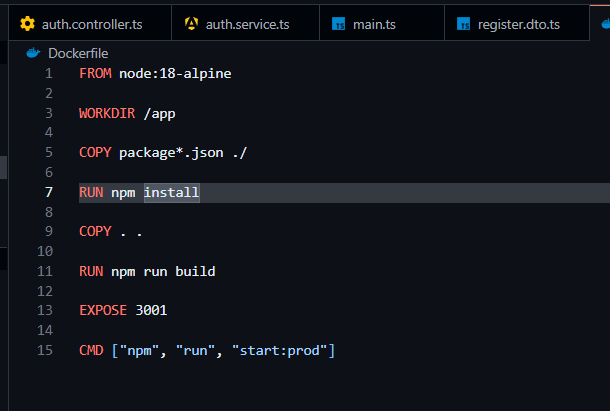 auth.controller.ts auth.service.ts main.ts register.dto.ts
Dockerfile
1 FROM node:18-alpine
2
3 WORKDIR /app
4
5 COPY package*.json ./
6
7 RUN npm install
8
9 COPY . .
10
11 RUN npm run build
12
13 EXPOSE 3001
14
15 CMD ["npm", "run", "start:prod"]